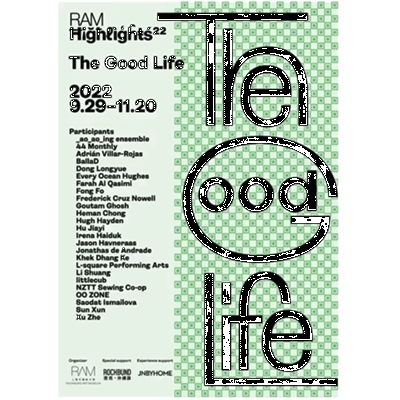 RAM
Highlights 22
The Good Life
2022
9.29–11.20
Participants
_ao_ao_ing ensemble
44 Monthly
Adrián Villar-Rojas
BallaD
Dong Longyue
Every Ocean Hughes
Farah Al Qasimi
Fong Fo
Frederick Cruz Nowell
Goutam Ghosh
Heman Chong
Hugh Hayden
Hu Jiayi
Irena Haiduk
Jason Havneraas
Jonathas de Andrade
Khek Dhang Ke
L-square Performing Arts
Li Shuang
littlecub
NZTT Sewing Co-op
OO ZONE
Saodat Ismailova
Sun Xun
Xu Zhe
The
Good
Life
Organizer
Special support
Experience support
RAM
ROCKBUND
JNBYHOME